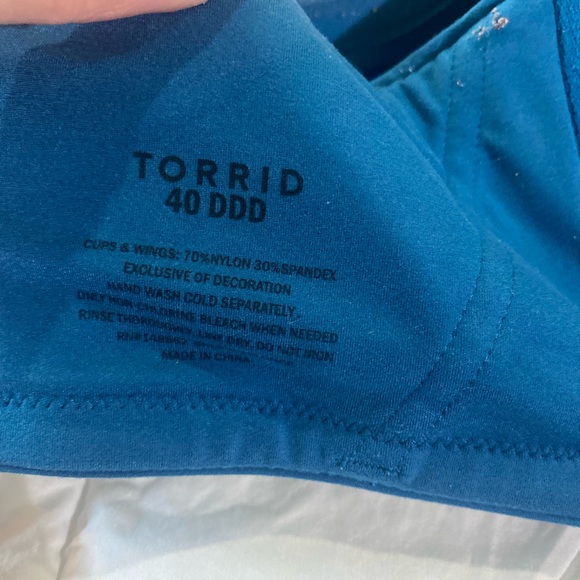 TORRID
40 DDD
CUPS & WINGS: 70%NYLON 30%SPANDEX
EXCLUSIVE OF DECORATION
HAND WASH COLD SEPARATELY
ONLY NON-CHLORINE BLEACH WHEN NEEDED
RINSE THOROUGHLY. LINE DRY. DO NOT IRON
MADE IN CHINA